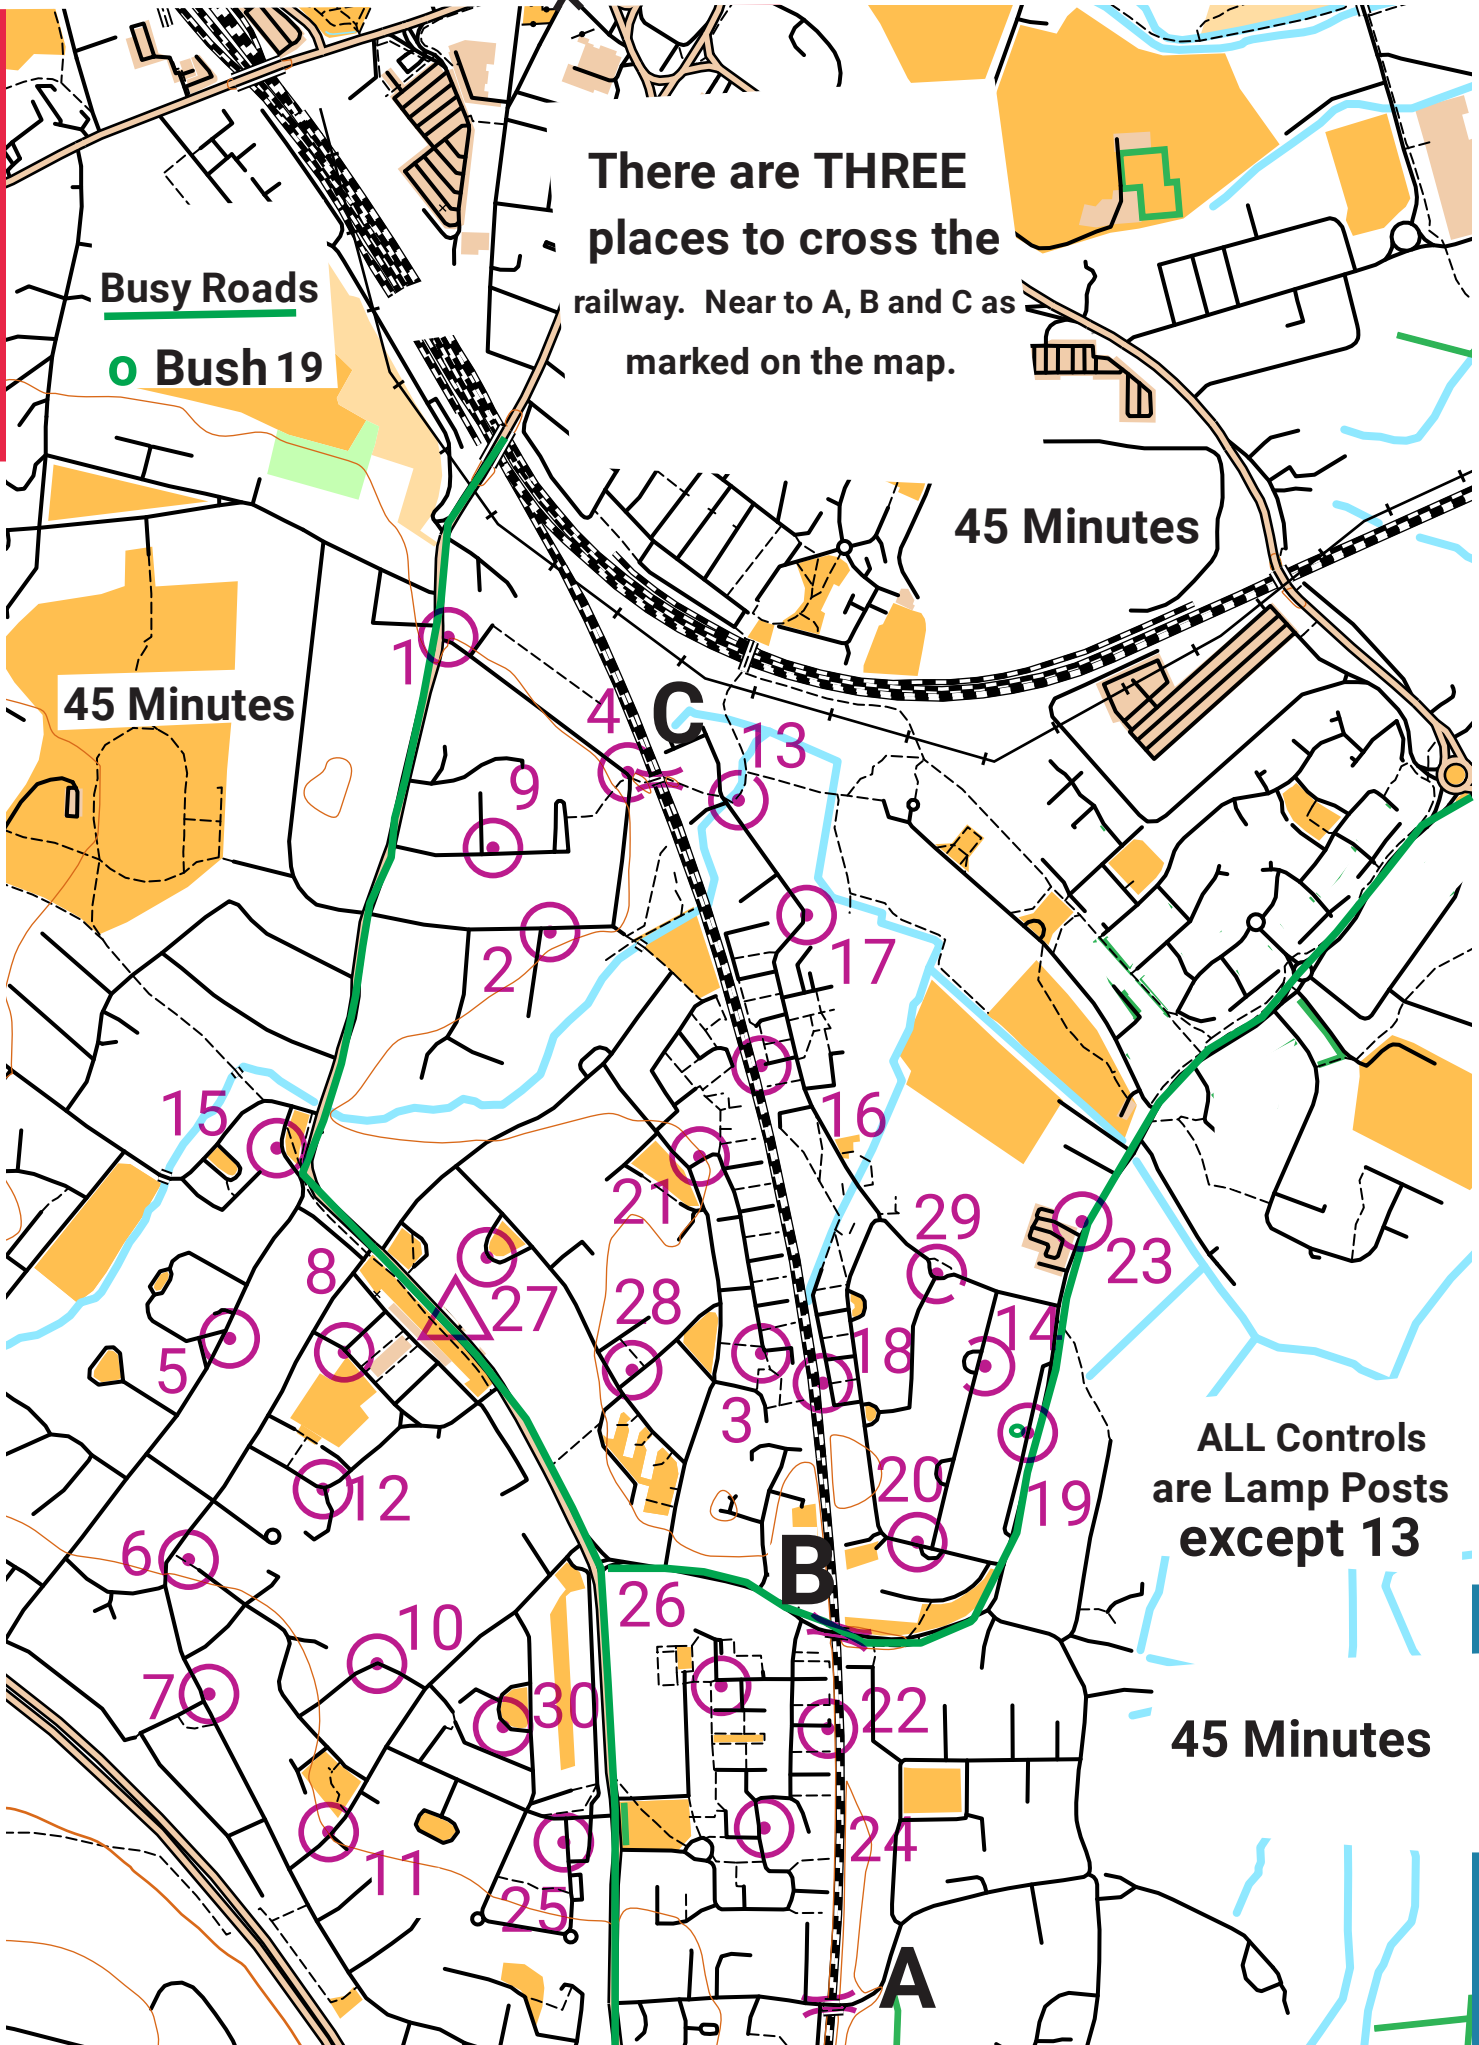 There are THREE
places to cross the
railway. Near to A, B and C as
marked on the map.
Busy Roads
o Bush 19
45 Minutes
1
45 Minutes
4
C
13
9
2
17
15
16
21
29
23
8
27
28
14
5
18
3
ALL Controls
are Lamp Posts
except 13
12
20
19
6
B
26
10
7
30
22
45 Minutes
24
11
25
A